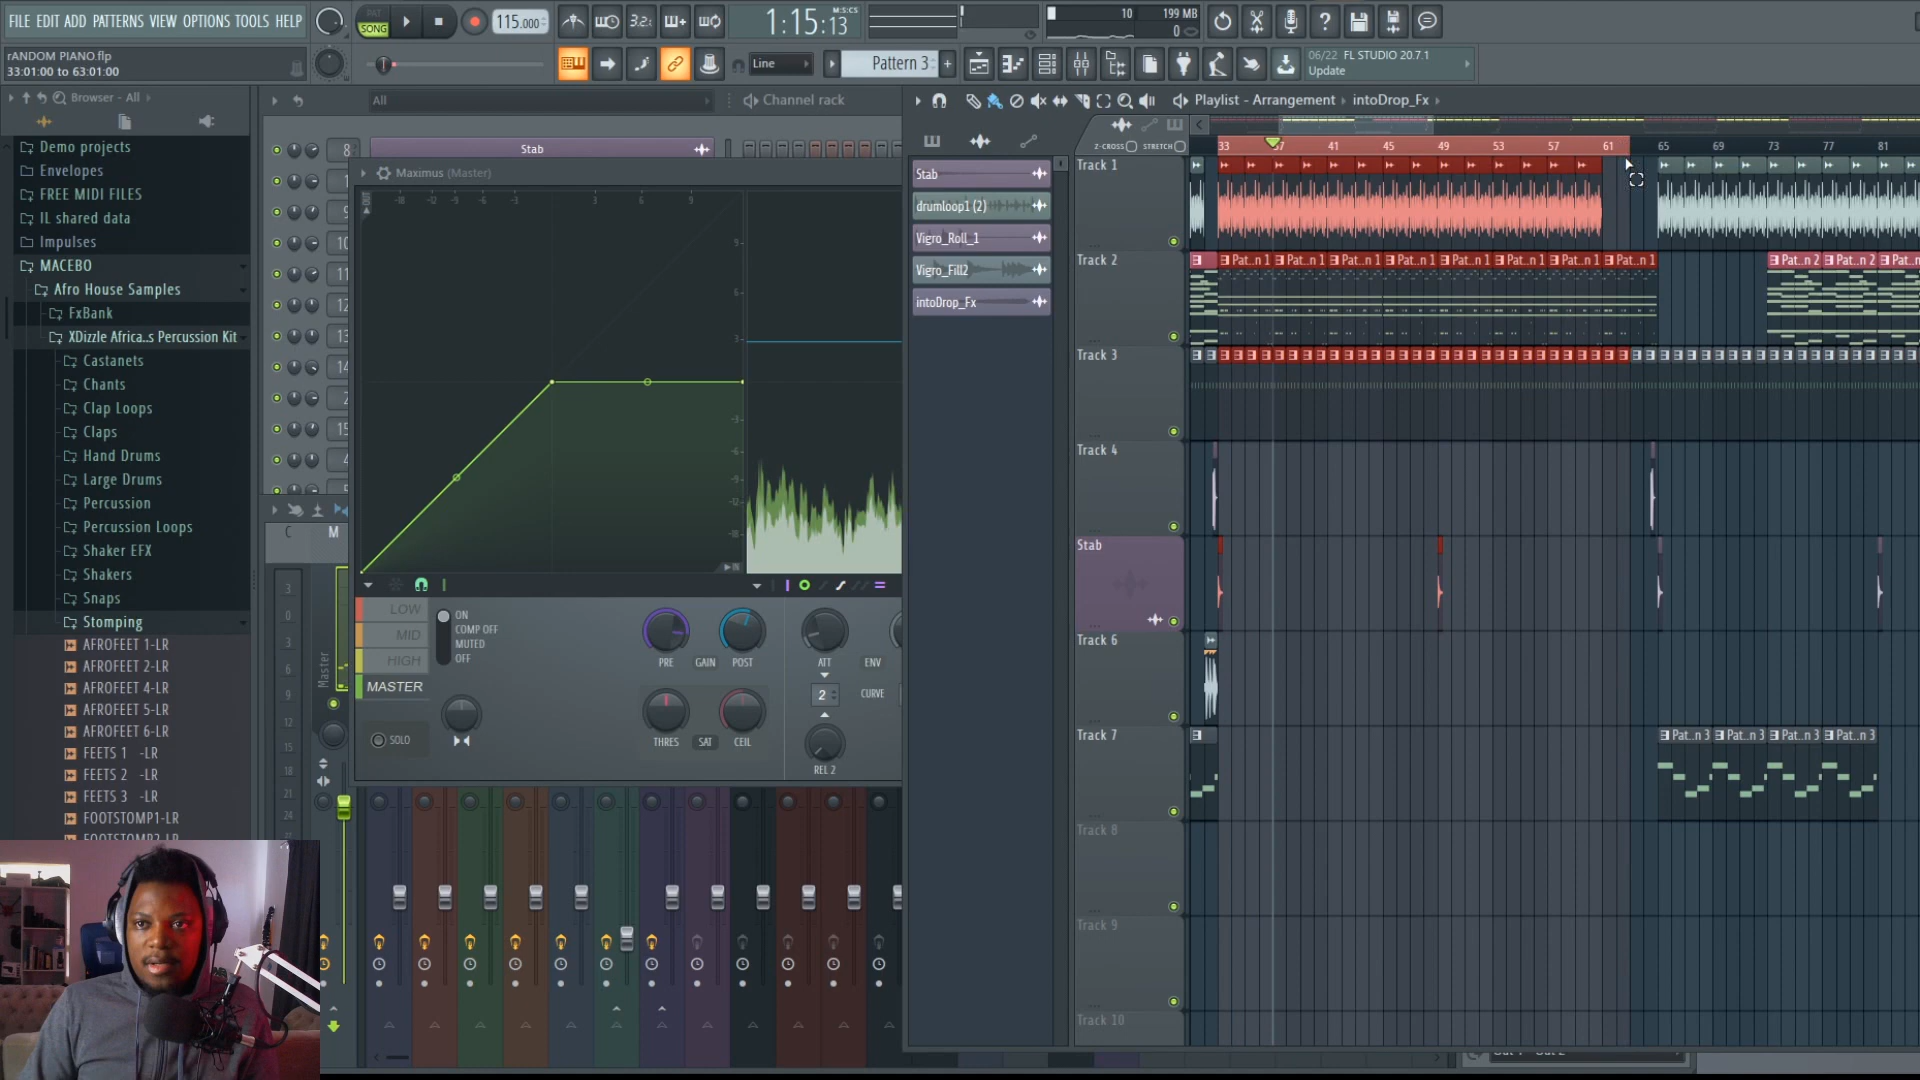 FILE EDIT ADD PATTERNS VIEW OPTIONS TOOLS HELP
PAT
SONG
115.000
3.2.:
1:15:13
M:S:CS
10
199 MB
0
rANDOM PIANO.flp
33:01:00 to 63:01:00
Line
Pattern 3
+
06/22 FL STUDIO 20.7.1
Update
Browser - All
All
Channel rack
Playlist - Arrangement
intoDrop_Fx
Demo projects
Envelopes
FREE MIDI FILES
IL shared data
Impulses
MACEBO
Afro House Samples
FxBank
XDizzle Africa..s Percussion Kit
Castanets
Chants
Clap Loops
Claps
Hand Drums
Large Drums
Percussion
Percussion Loops
Shaker EFX
Shakers
Snaps
Stomping
AFROFEET 1-LR
AFROFEET 2-LR
AFROFEET 4-LR
AFROFEET 5-LR
AFROFEET 6-LR
FEETS 1 -LR
FEETS 2 -LR
FEETS 3 -LR
FOOTSTOMP1-LR
FOOTSTOMP2-LR
8
Stab
Maximus (Master)
C
M
Master
LOW
MID
HIGH
MASTER
SOLO
ON
COMP OFF
MUTED
OFF
PRE
GAIN
POST
THRES
SAT
CEIL
ATT
ENV
2
CURVE
REL 2
Stab
drumloop1 (2)
Vigro_Roll_1
Vigro_Fill2
intoDrop_Fx
Z-CROSS
STRETCH
33 37 41 45 49 53 57 61 65 69 73 77 81
Track 1
Track 2
Pat..n 1 Pat..n 1 Pat..n 1 Pat..n 1 Pat..n 1 Pat..n 1 Pat..n 1 Pat..n 1 Pat..n 2 Pat..n 2
Track 3
Track 4
Stab
Track 6
Track 7
Pat..n 3 Pat..n 3 Pat..n 3 Pat..n 3
Track 8
Track 9
Track 10